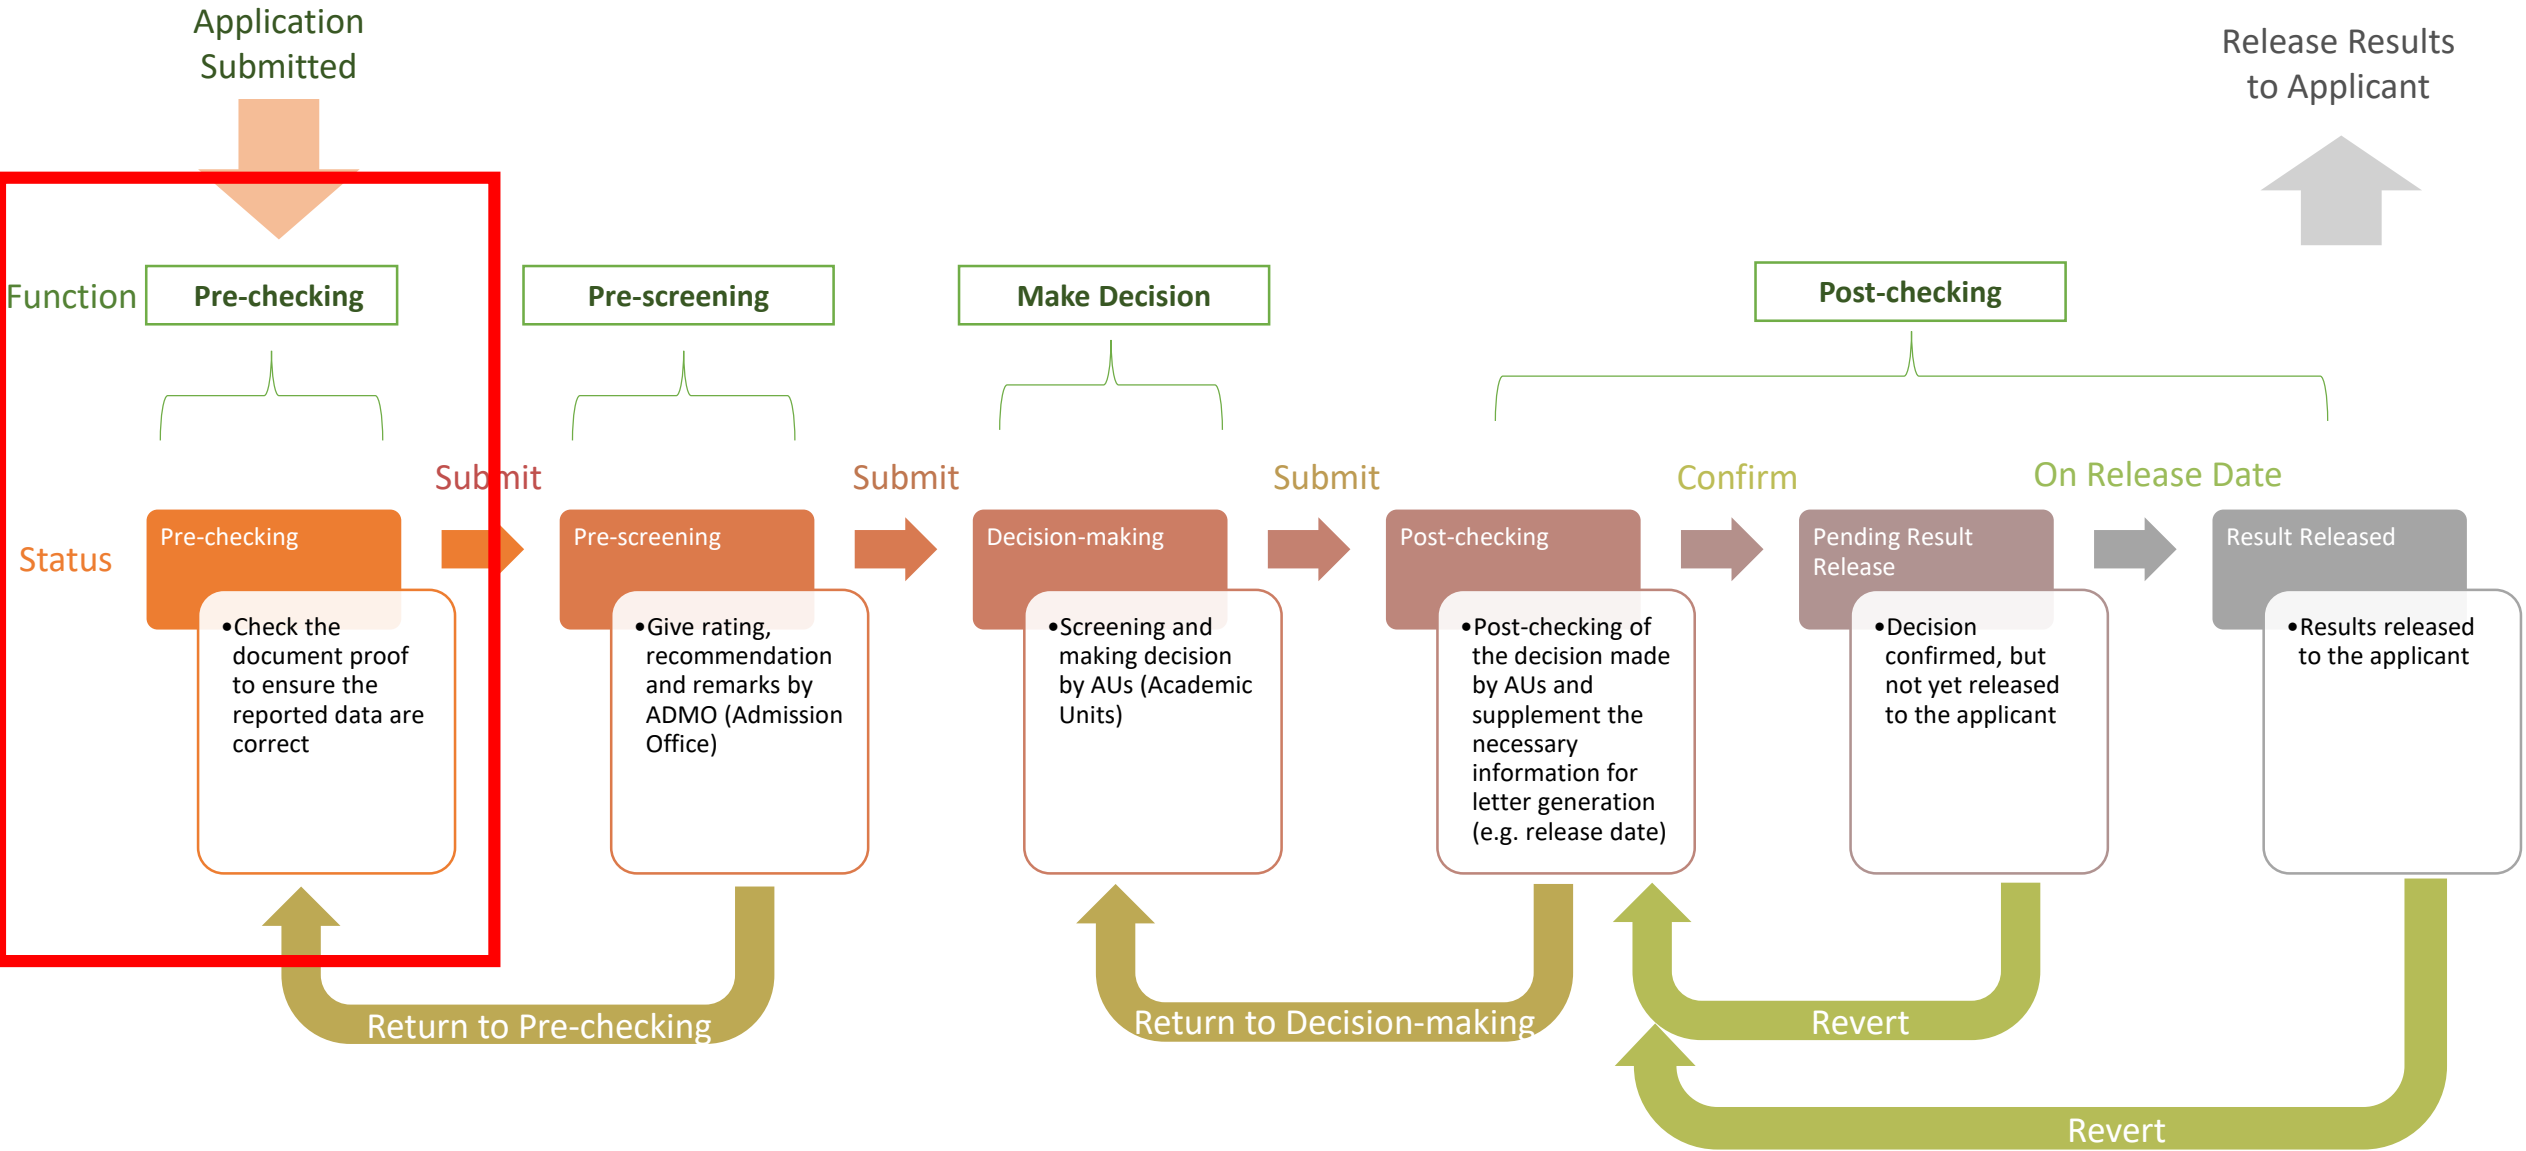 Application
Submitted
Release Results
to Applicant
Function
Pre-checking
Pre-screening
Make Decision
Post-checking
Submit
Submit
Submit
Confirm
On Release Date
Status
Pre-checking
Pre-screening
Decision-making
Post-checking
Pending Result
Release
Result Released
•Check the
document proof
to ensure the
reported data are
correct
•Give rating,
recommendation
and remarks by
ADMO (Admission
Office)
•Screening and
making decision
by AUs (Academic
Units)
•Post-checking of
the decision made
by AUs and
supplement the
necessary
information for
letter generation
(e.g. release date)
•Decision
confirmed, but
not yet released
to the applicant
•Results released
to the applicant
Return to Pre-checking
Return to Decision-making
Revert
Revert